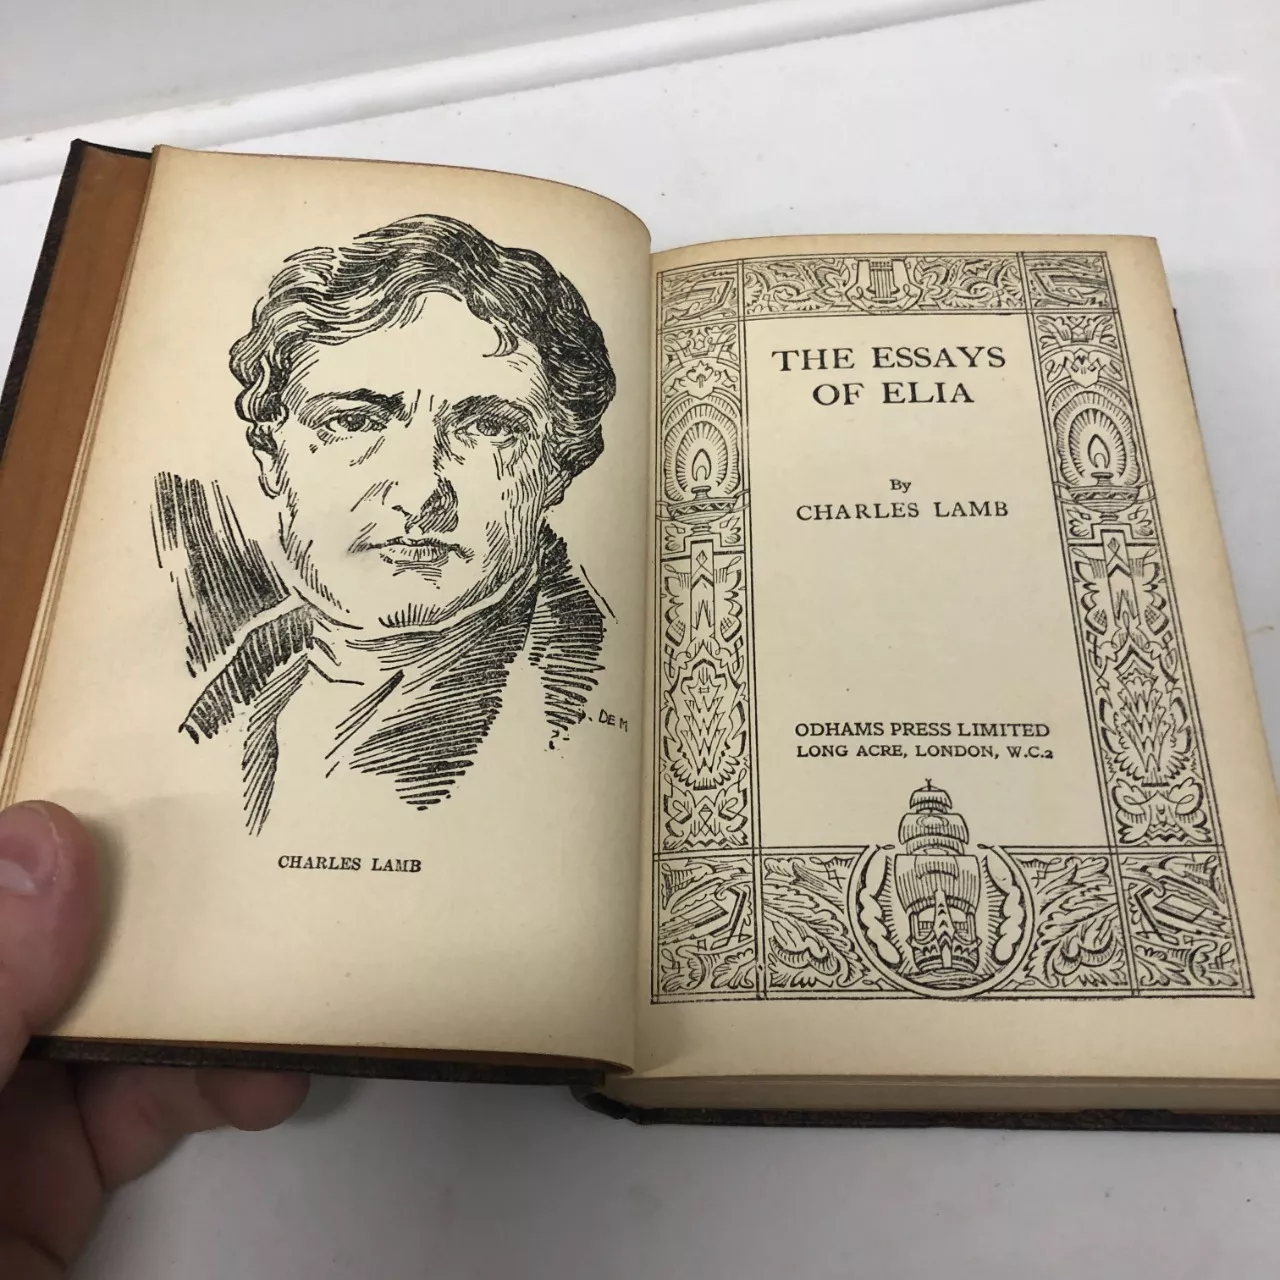 DE M
CHARLES LAMB
THE ESSAYS
OF ELIA
By
CHARLES LAMB
ODHAMS PRESS LIMITED
LONG ACRE, LONDON, W.C.2